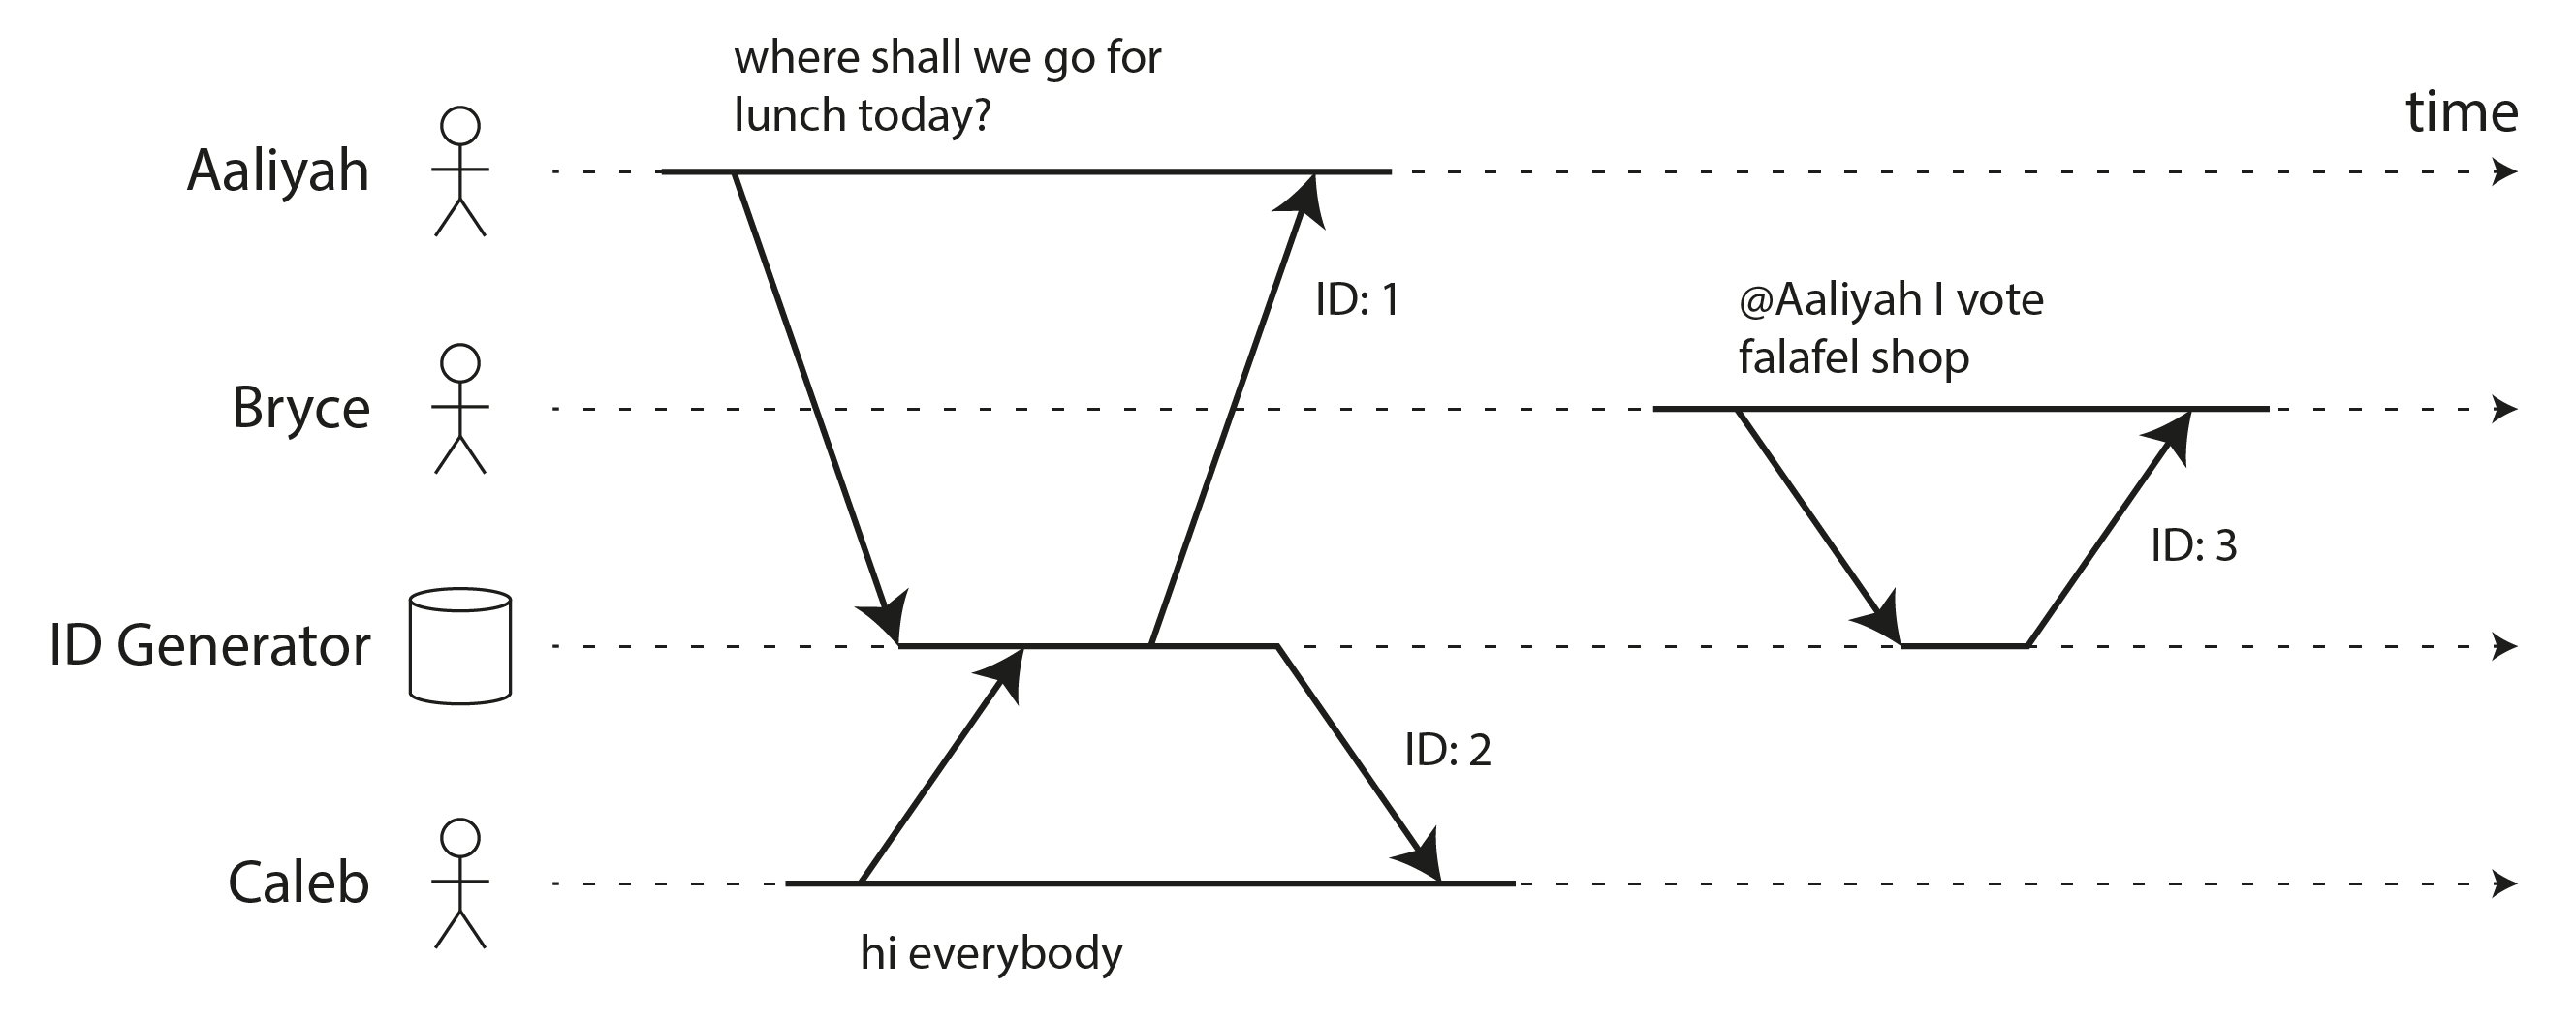 where shall we go for
lunch today?
time
Aaliyah
ID: 1
@Aaliyah I vote
falafel shop
Bryce
ID: 3
ID Generator
ID: 2
Caleb
hi everybody